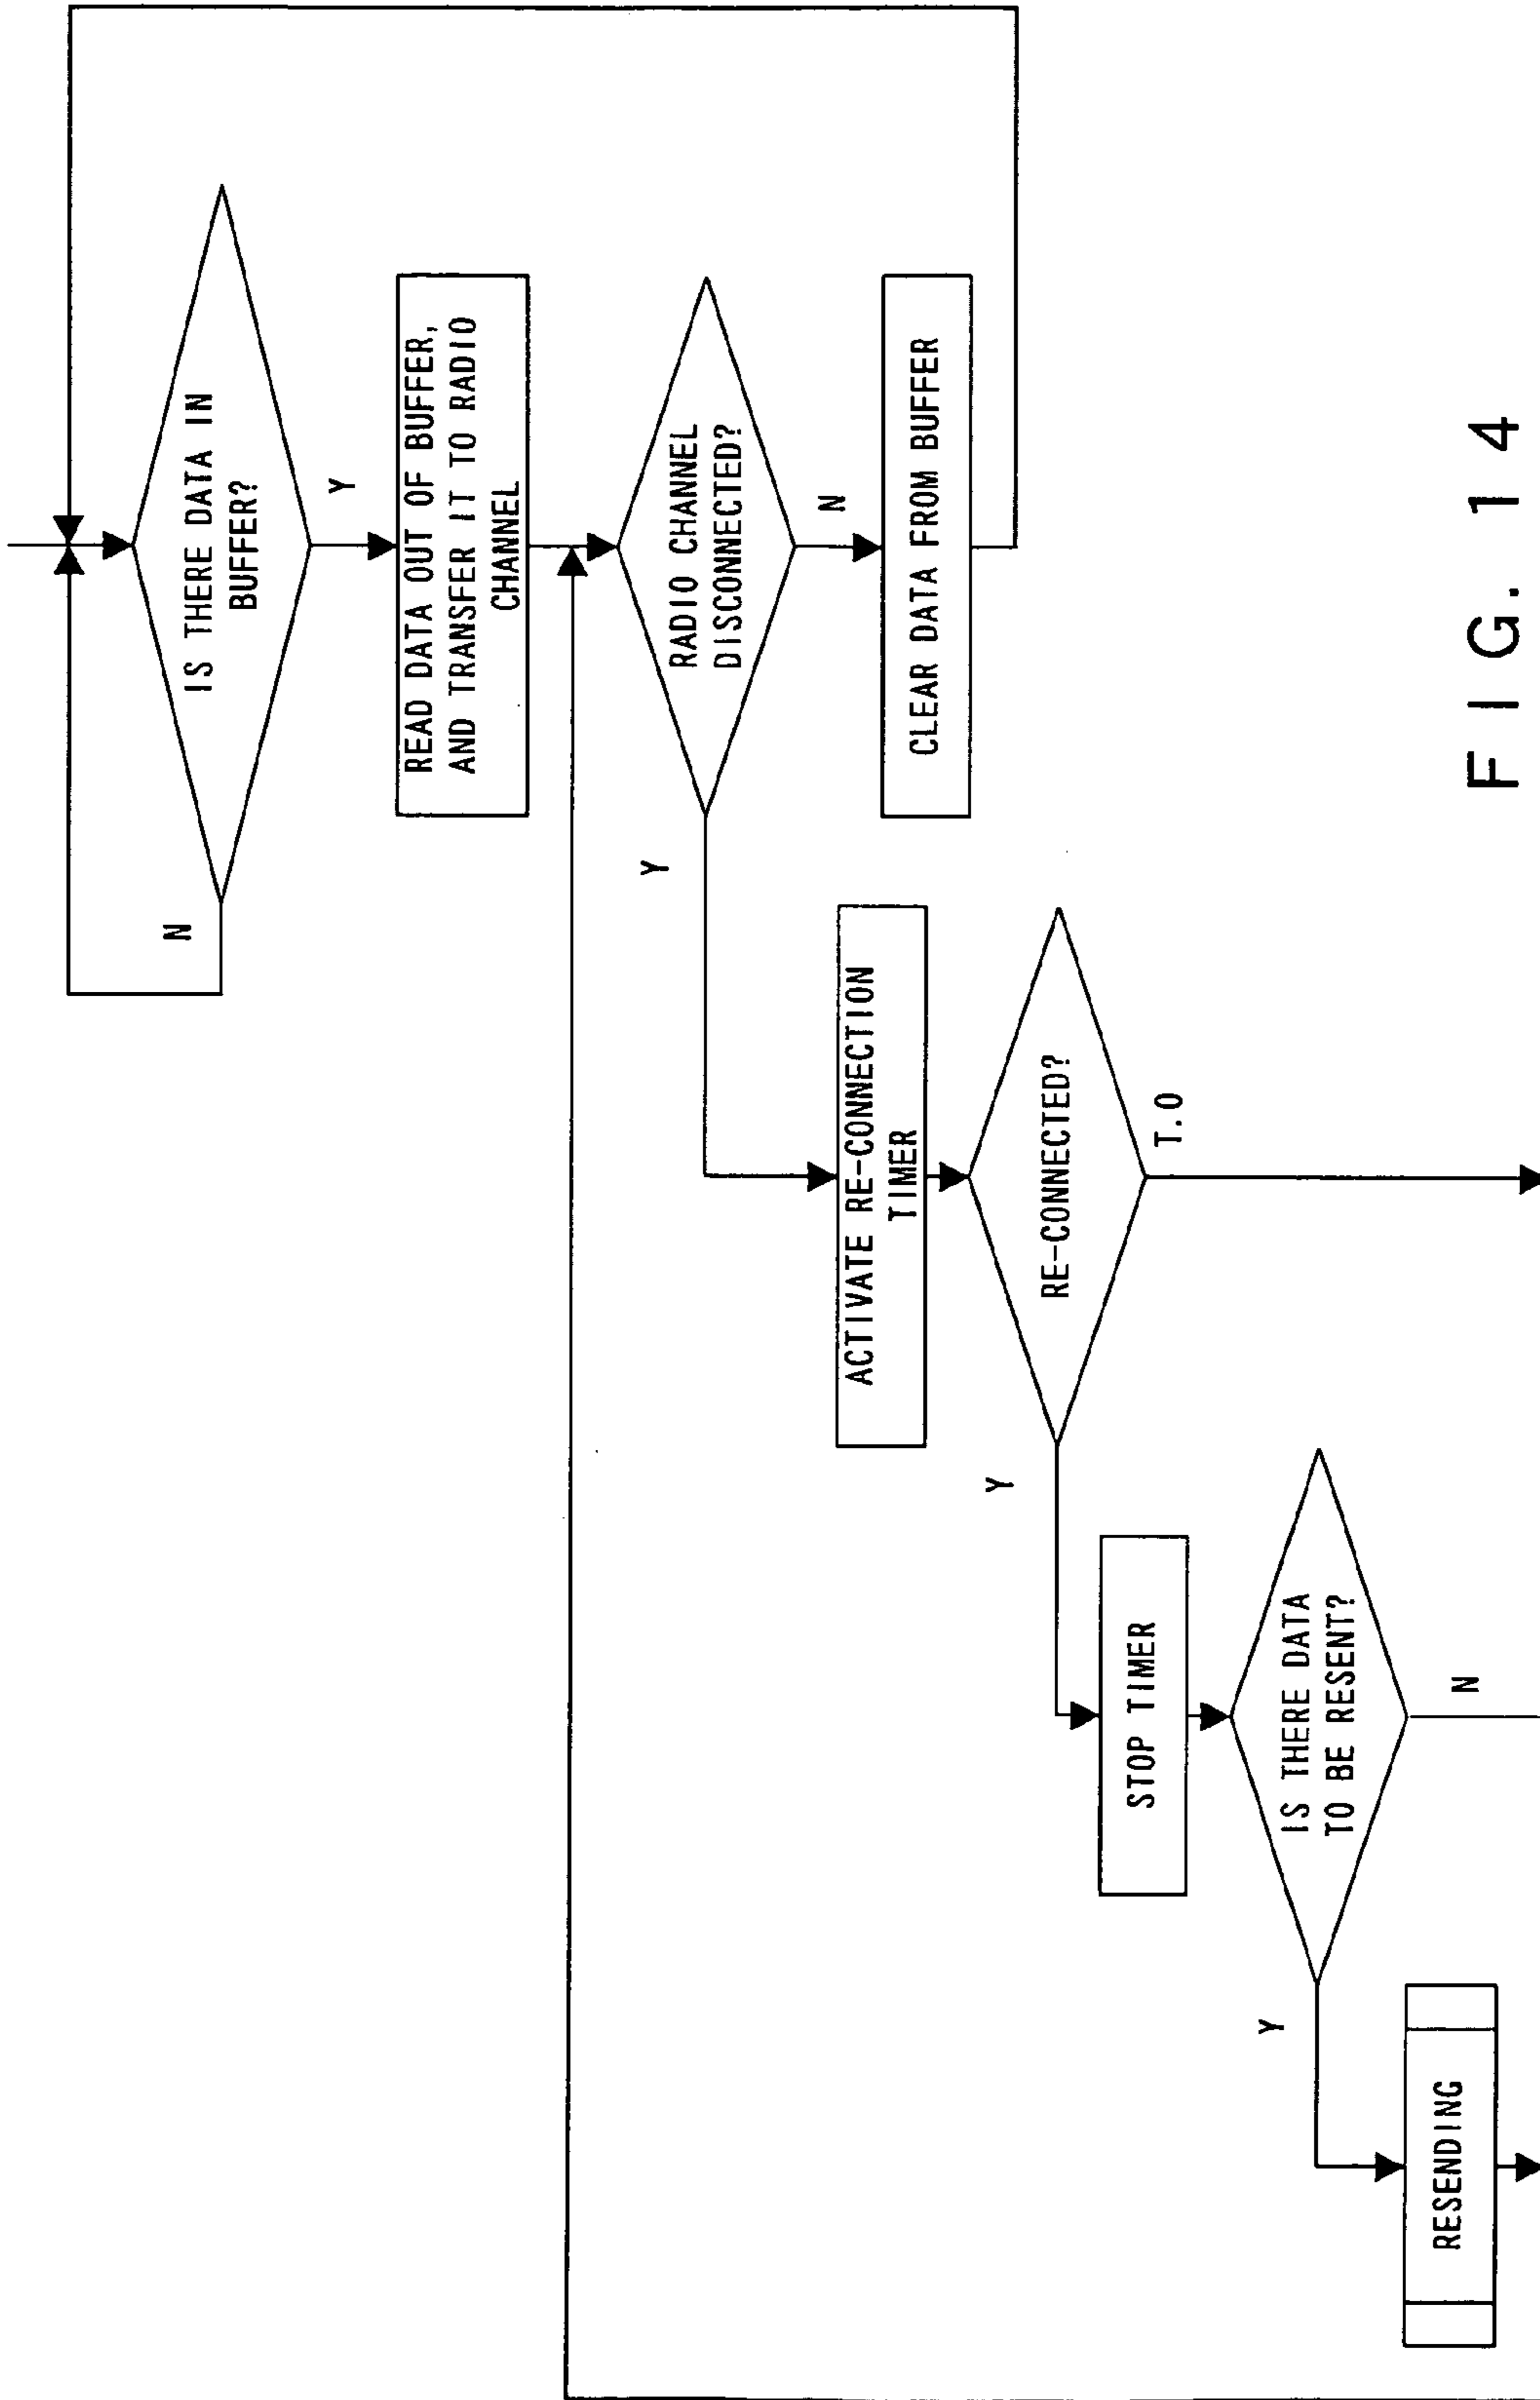 IS THERE DATA IN
BUFFER?
N
Y
READ DATA OUT OF BUFFER,
AND TRANSFER IT TO RADIO
CHANNEL
RADIO CHANNEL
DISCONNECTED?
Y
N
CLEAR DATA FROM BUFFER
ACTIVATE RE-CONNECTION
TIMER
RE-CONNECTED?
Y
T.O
STOP TIMER
IS THERE DATA
TO BE RESENT?
Y
N
RESENDING
FIG. 14